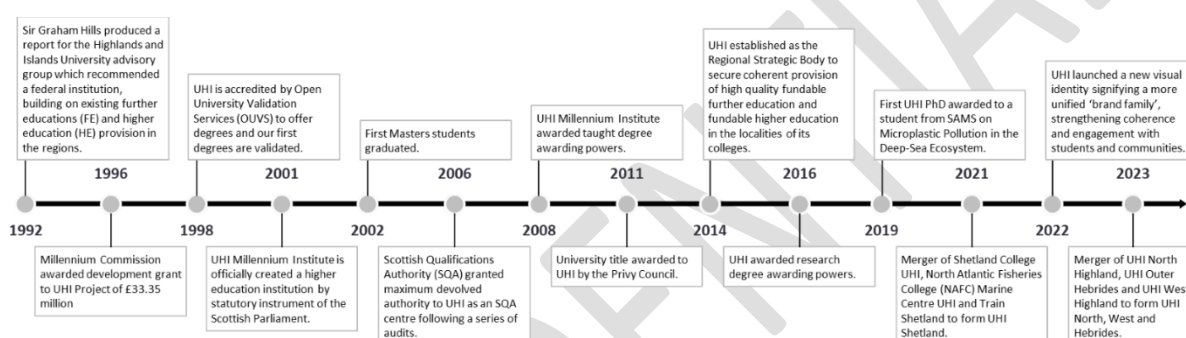 Sir Graham Hills produced a
report for the Highlands and
Islands University advisory
group which recommended
a federal institution,
building on existing further
educations (FE) and higher
education (HE) provision in
the regions.
UHI is accredited by Open
University Validation
Services (OUVS) to offer
degrees and our first
degrees are validated.
First Masters students
graduated.
UHI Millennium Institute
awarded taught degree
awarding powers.
UHI established as the
Regional Strategic Body to
secure coherent provision
of high quality fundable
further education and
fundable higher education
in the localities of its
colleges.
First UHI PhD awarded to a
student from SAMS on
Microplastic Pollution in the
Deep-Sea Ecosystem.
UHI launched a new visual
identity signifying a more
unified ‘brand family’,
strengthening coherence
and engagement with
students and communities.
1996
2001
2006
2011
2016
2021
2023
1992
1998
2002
2008
2014
2019
2022
Millennium Commission
awarded development grant
to UHI Project of £33.35
million
UHI Millennium Institute is
officially created a higher
education institution by
statutory instrument of the
Scottish Parliament.
Scottish Qualifications
Authority (SQA) granted
maximum devolved
authority to UHI as an SQA
centre following a series of
audits.
University title awarded to
UHI by the Privy Council.
UHI awarded research
degree awarding powers.
Merger of Shetland College
UHI, North Atlantic Fisheries
College (NAFC) Marine
Centre UHI and Train
Shetland to form UHI
Shetland.
Merger of UHI North
Highland, UHI Outer
Hebrides and UHI West
Highland to form UHI
North, West and
Hebrides.